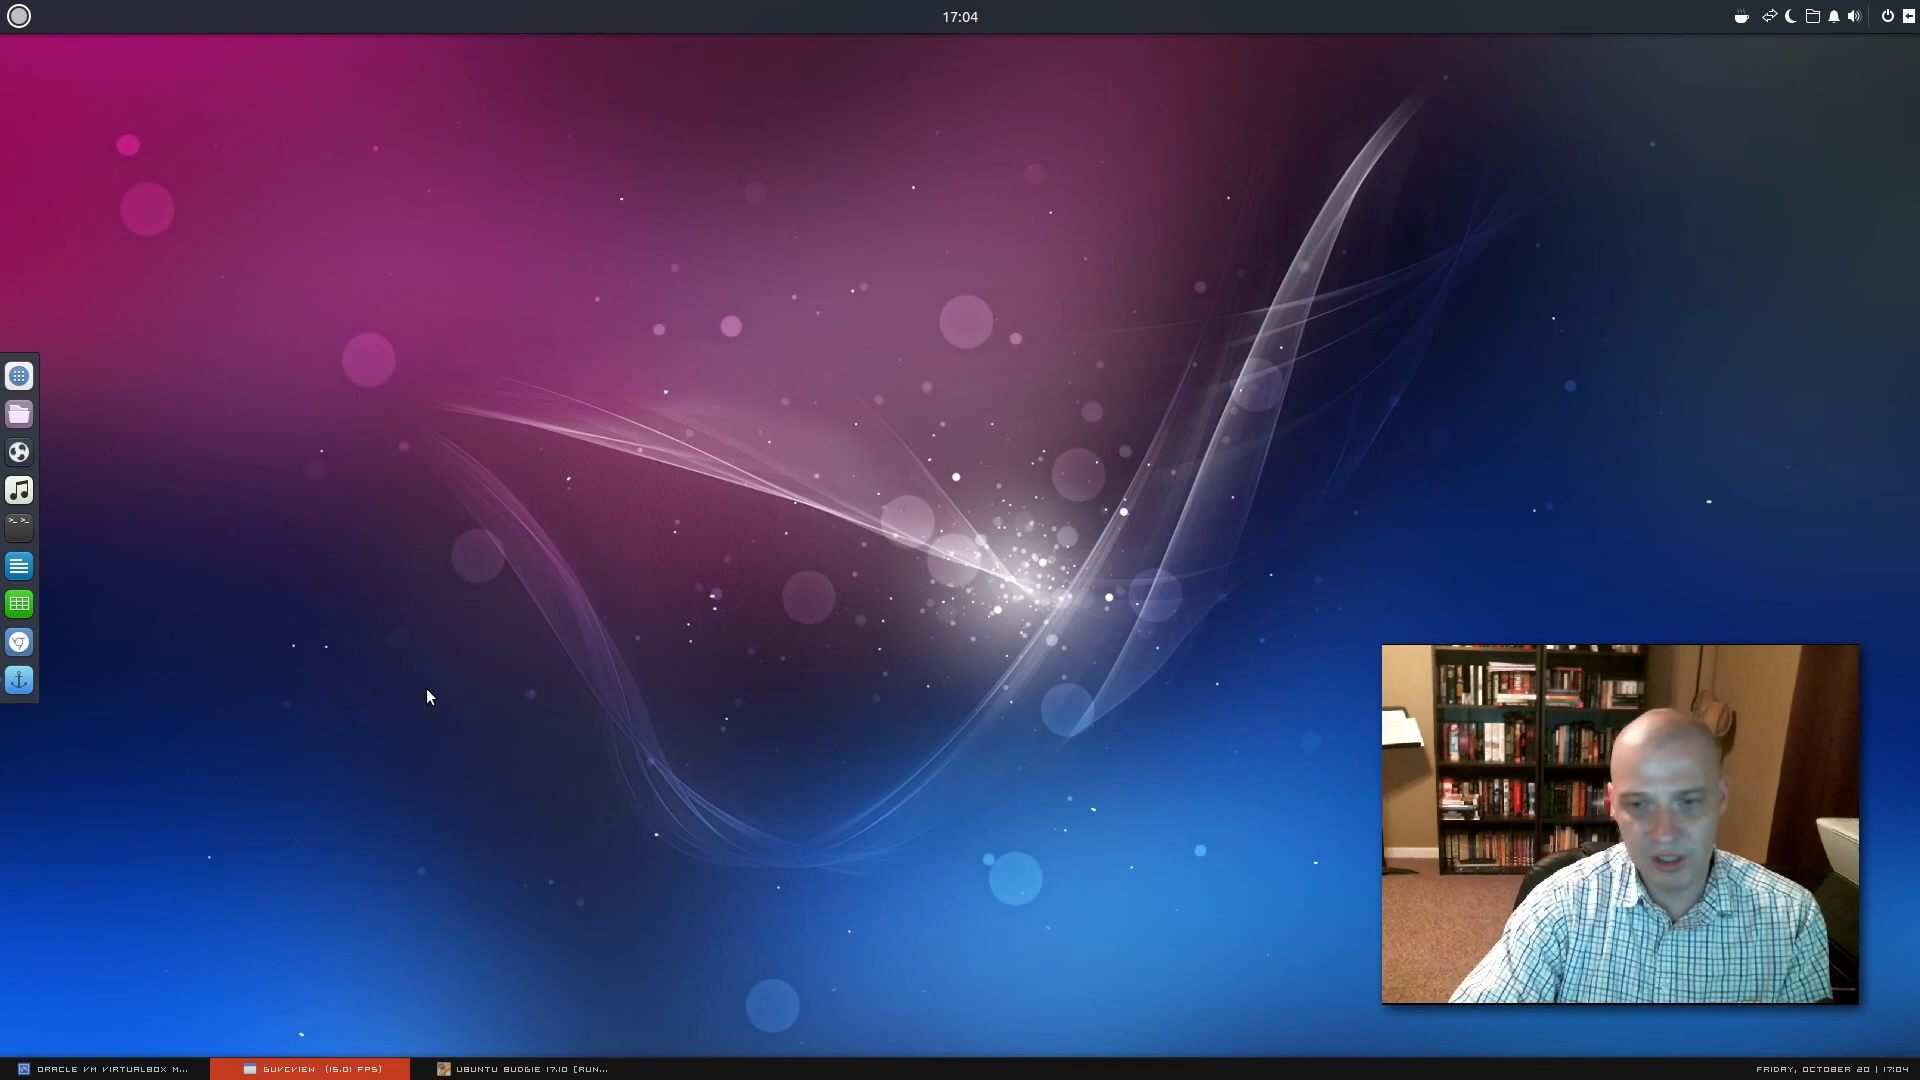 17:04
ORACLE VM VIRTUALBOX M...
GUVCVIEW (15.01 FPS)
UBUNTU BUDGIE 17.10 [RUN...
FRIDAY, OCTOBER 20 | 17:04